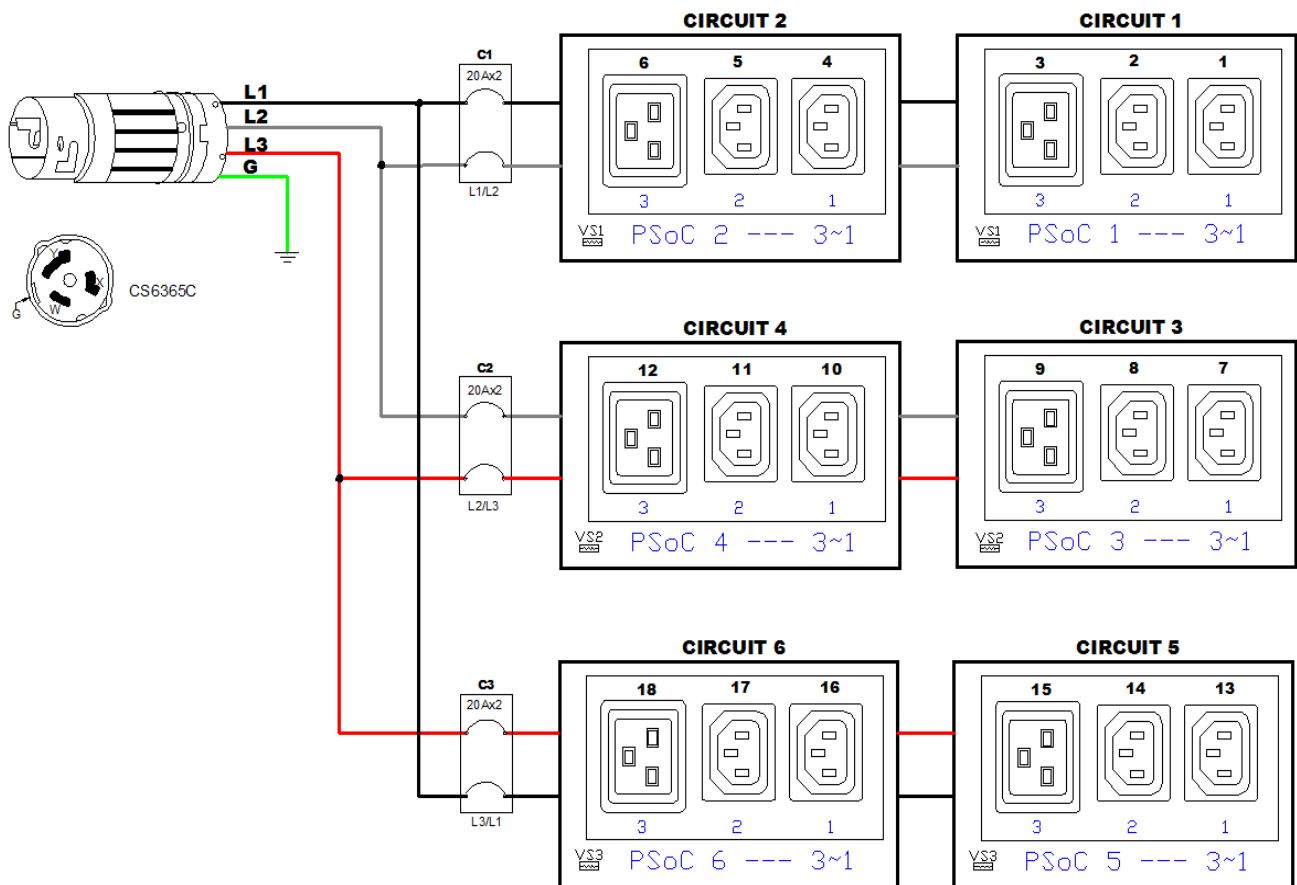 CIRCUIT 2
CIRCUIT 1
C1
20Ax2
L1/L2
L1
L2
L3
G
6 5 4
3 2 1
VS1 PSoC 2 --- 3~1
3 2 1
3 2 1
VS1 PSoC 1 --- 3~1
Y
X
W
G
CS6365C
CIRCUIT 4
CIRCUIT 3
C2
20Ax2
L2/L3
12 11 10
3 2 1
VS2 PSoC 4 --- 3~1
9 8 7
3 2 1
VS2 PSoC 3 --- 3~1
CIRCUIT 6
CIRCUIT 5
C3
20Ax2
L3/L1
18 17 16
3 2 1
VS3 PSoC 6 --- 3~1
15 14 13
3 2 1
VS3 PSoC 5 --- 3~1